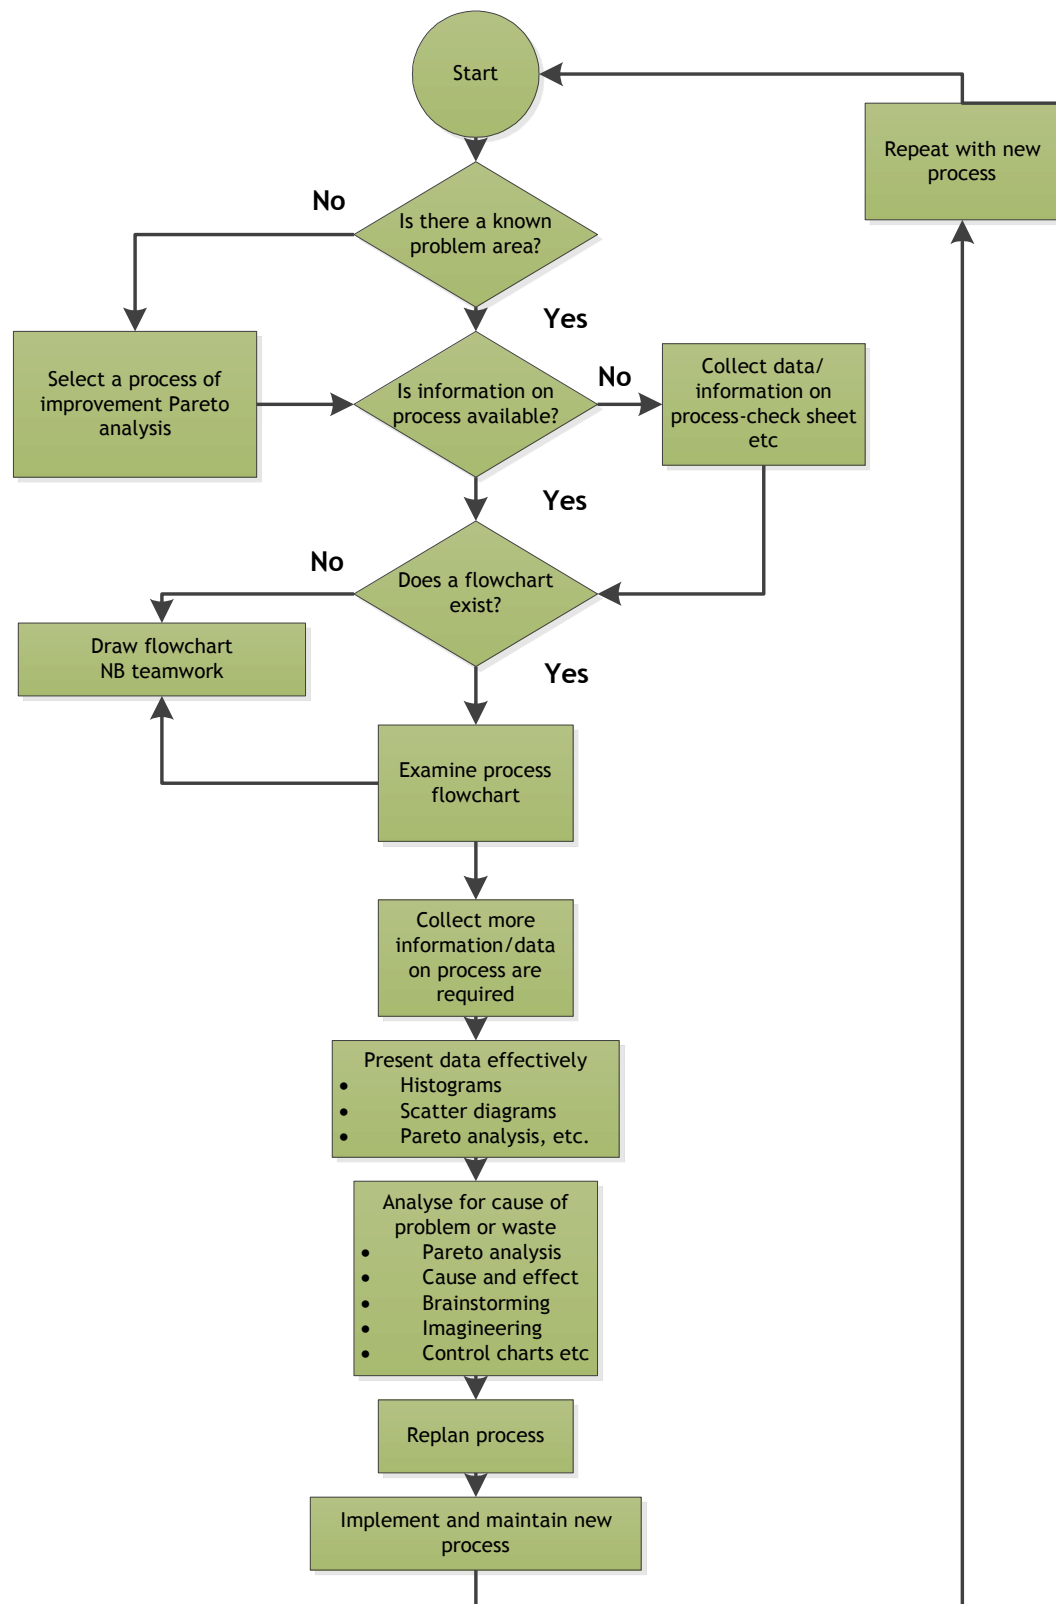 Start
Repeat with new
process
No
Is there a known
problem area?
Yes
Select a process of
improvement Pareto
analysis
Is information on
process available?
No
Collect data/
information on
process-check sheet
etc
Yes
No
Does a flowchart
exist?
Draw flowchart
NB teamwork
Yes
Examine process
flowchart
Collect more
information/data
on process are
required
Present data effectively
• Histograms
• Scatter diagrams
• Pareto analysis, etc.
Analyse for cause of
problem or waste
• Pareto analysis
• Cause and effect
• Brainstorming
• Imagineering
• Control charts etc
Replan process
Implement and maintain new
process